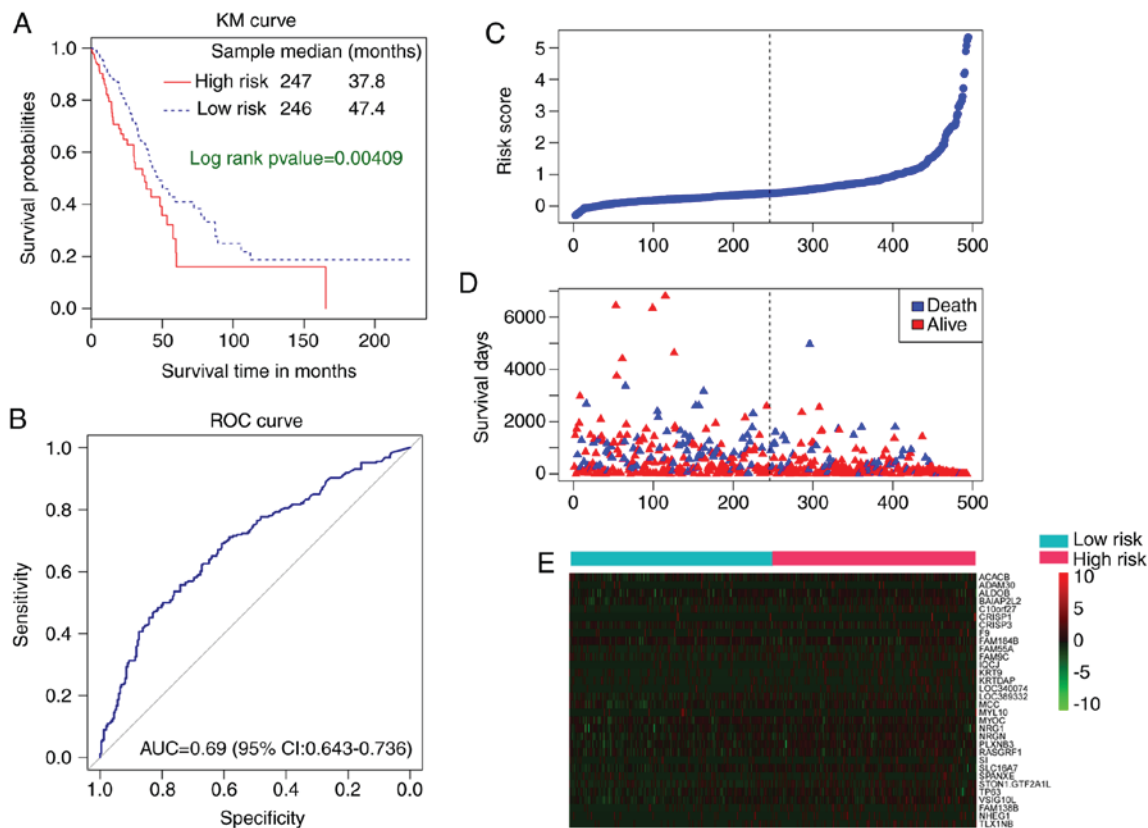 A
KM curve
Sample median (months)
High risk 247 37.8
Low risk 246 47.4
Log rank pvalue=0.00409
Survival probabilities
1.0
0.8
0.6
0.4
0.2
0.0
0 50 100 150 200
Survival time in months
B
ROC curve
Sensitivity
1.0
0.8
0.6
0.4
0.2
0.0
AUC=0.69 (95% CI:0.643-0.736)
1.0 0.8 0.6 0.4 0.2 0.0
Specificity
C
Risk score
5
4
3
2
1
0
0 100 200 300 400 500
D
Death
Alive
Survival days
6000
4000
2000
0
0 100 200 300 400 500
E
Low risk
High risk
ACACB
ADAM30
ALDOB
BAIAP2L2
C10orf27
CRISP1
CRISP3
F9
FAM184B
FAM55A
FAM9C
IQCJ
KRT9
KRTDAP
LOC340074
LOC389332
MCC
MYL10
MYOC
NRG1
NRGN
PLXNB3
RASGRF1
SI
SLC16A7
SPANXE
STON1.GTF2A1L
TP63
VSIG10L
FAM138B
NHEG1
TLX1NB
10
5
0
-5
-10